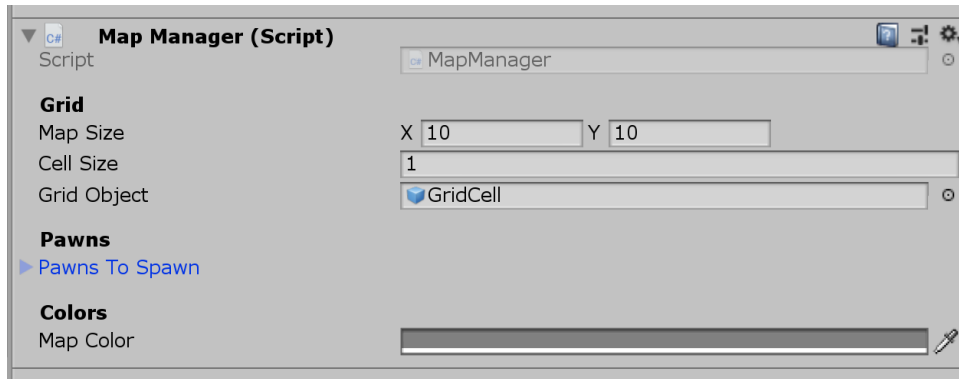 C# Map Manager (Script)
Script C# MapManager
Grid
Map Size X 10 Y 10
Cell Size 1
Grid Object GridCell
Pawns
Pawns To Spawn
Colors
Map Color